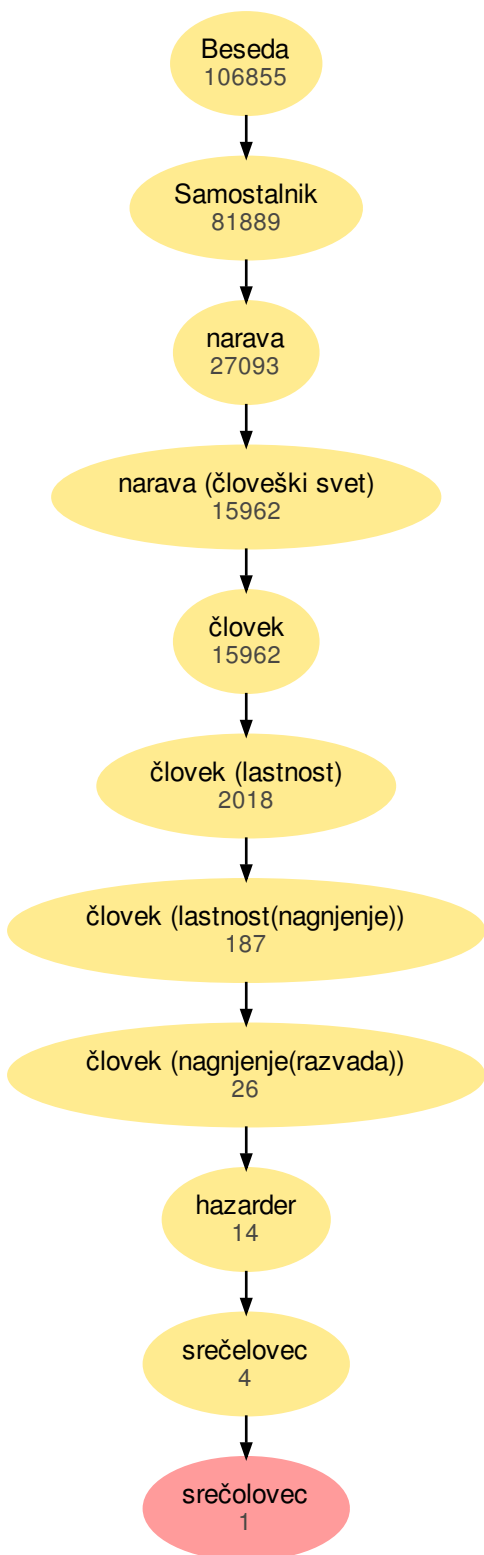 Beseda
106855
Samostalnik
81889
narava
27093
narava (človeški svet)
15962
človek
15962
človek (lastnost)
2018
človek (lastnost(nagnjenje))
187
človek (nagnjenje(razvada))
26
hazarder
14
srečelovec
4
srečolovec
1